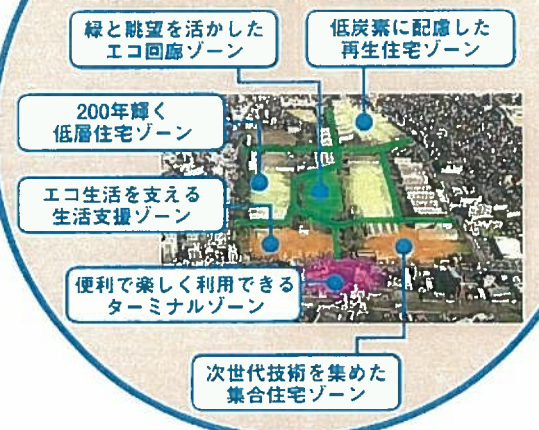 緑と眺望を活かした
エコ回廊ゾーン
低炭素に配慮した
再生住宅ゾーン
200年輝く
低層住宅ゾーン
エコ生活を支える
生活支援ゾーン
便利で楽しく利用できる
ターミナルゾーン
次世代技術を集めた
集合住宅ゾーン